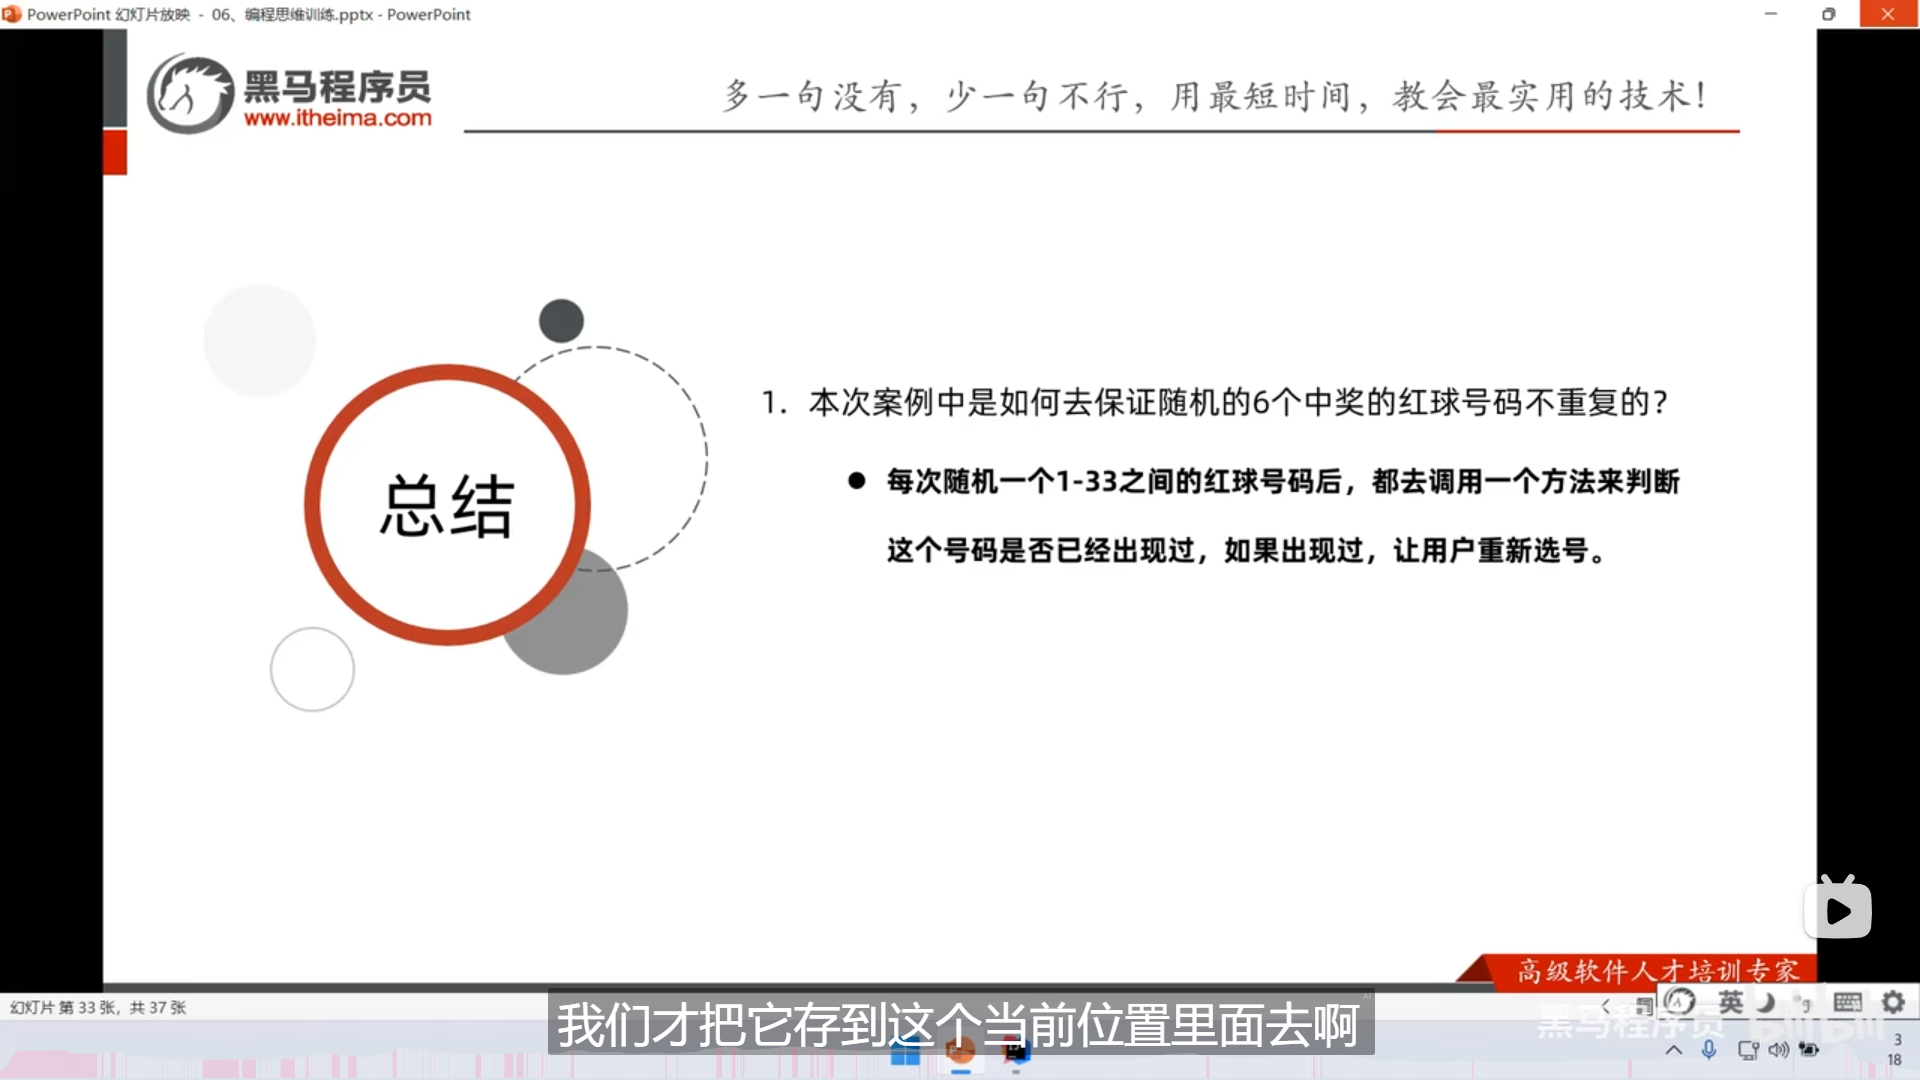 PowerPoint 幻灯片放映 - 06、编程思维训练.pptx - PowerPoint
黑马程序员
www.itheima.com
多一句没有，少一句不行，用最短时间，教会最实用的技术！
总结
1. 本次案例中是如何去保证随机的6个中奖的红球号码不重复的？
● 每次随机一个1-33之间的红球号码后，都去调用一个方法来判断
这个号码是否已经出现过，如果出现过，让用户重新选号。
高级软件人才培训专家
幻灯片 第 33 张，共 37 张
英
黑马程序员
我们才把它存到这个当前位置里面去啊
3
18